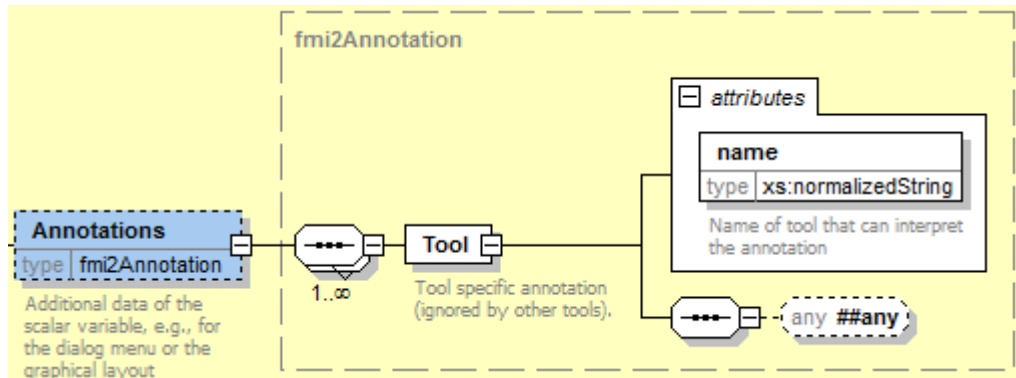 fmi2Annotation
attributes
name
type xs:normalizedString
Name of tool that can interpret
the annotation
Annotations
type fmi2Annotation
Additional data of the
scalar variable, e.g., for
the dialog menu or the
graphical layout
1..∞
Tool
Tool specific annotation
(ignored by other tools).
any ##any